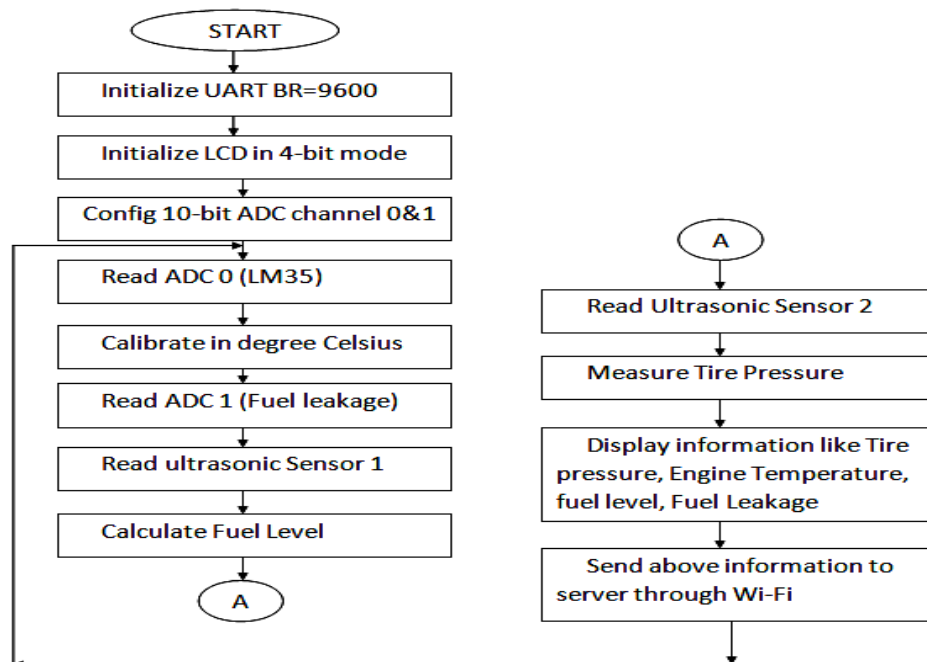 START
Initialize UART BR=9600
Initialize LCD in 4-bit mode
Config 10-bit ADC channel 0&1
Read ADC 0 (LM35)
Calibrate in degree Celsius
Read ADC 1 (Fuel leakage)
Read ultrasonic Sensor 1
Calculate Fuel Level
A
A
Read Ultrasonic Sensor 2
Measure Tire Pressure
Display information like Tire
pressure, Engine Temperature,
fuel level, Fuel Leakage
Send above information to
server through Wi-Fi